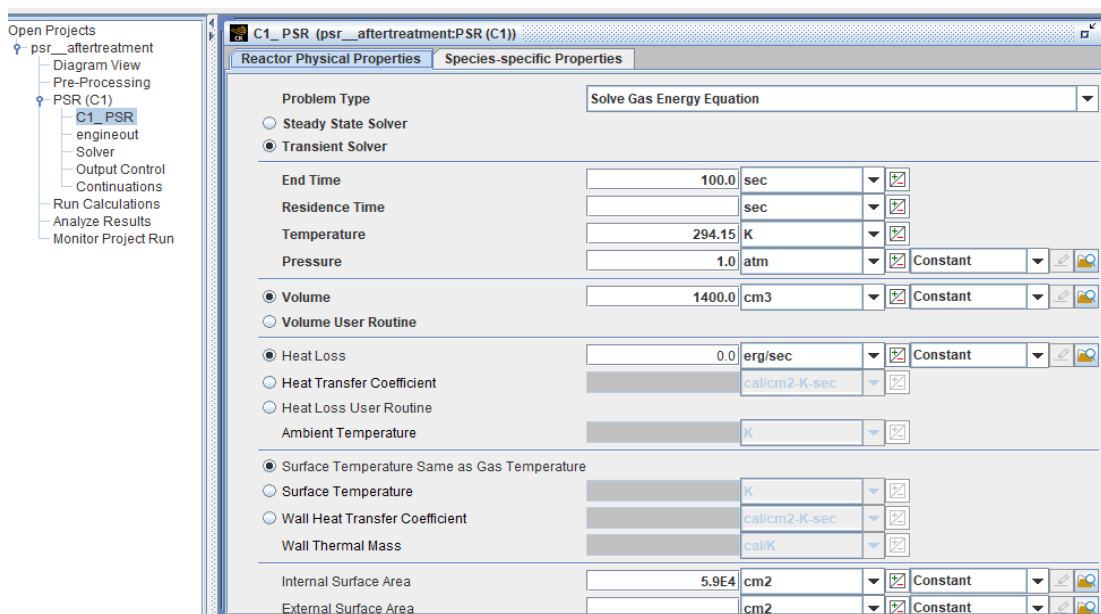 Open Projects
psr__aftertreatment
Diagram View
Pre-Processing
PSR (C1)
C1_ PSR
engineout
Solver
Output Control
Continuations
Run Calculations
Analyze Results
Monitor Project Run
C1_ PSR (psr__aftertreatment:PSR (C1))
Reactor Physical Properties Species-specific Properties
Problem Type Solve Gas Energy Equation
Steady State Solver
Transient Solver
End Time 100.0 sec
Residence Time sec
Temperature 294.15 K
Pressure 1.0 atm Constant
Volume 1400.0 cm3 Constant
Volume User Routine
Heat Loss 0.0 erg/sec Constant
Heat Transfer Coefficient cal/cm2-K-sec
Heat Loss User Routine
Ambient Temperature K
Surface Temperature Same as Gas Temperature
Surface Temperature K
Wall Heat Transfer Coefficient cal/cm2-K-sec
Wall Thermal Mass cal/K
Internal Surface Area 5.9E4 cm2 Constant
External Surface Area cm2 Constant